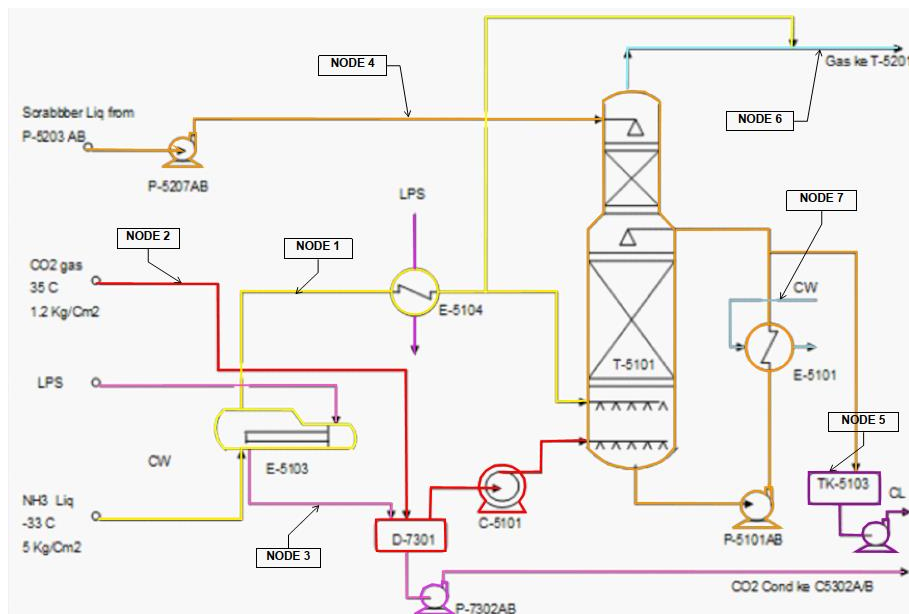 NODE 4
Gas ke T-5201
Scrabbber Liq from
P-5203 AB
NODE 6
P-5207AB
LPS
NODE 7
NODE 2
NODE 1
CO2 gas
35 C
1.2 Kg/Cm2
CW
E-5104
T-5101
E-5101
LPS
NODE 5
CW
E-5103
TK-5103
NH3 Liq
-33 C
5 Kg/Cm2
CL
C-5101
NODE 3
D-7301
P-5101AB
CO2 Cond ke C5302A/B
P-7302AB